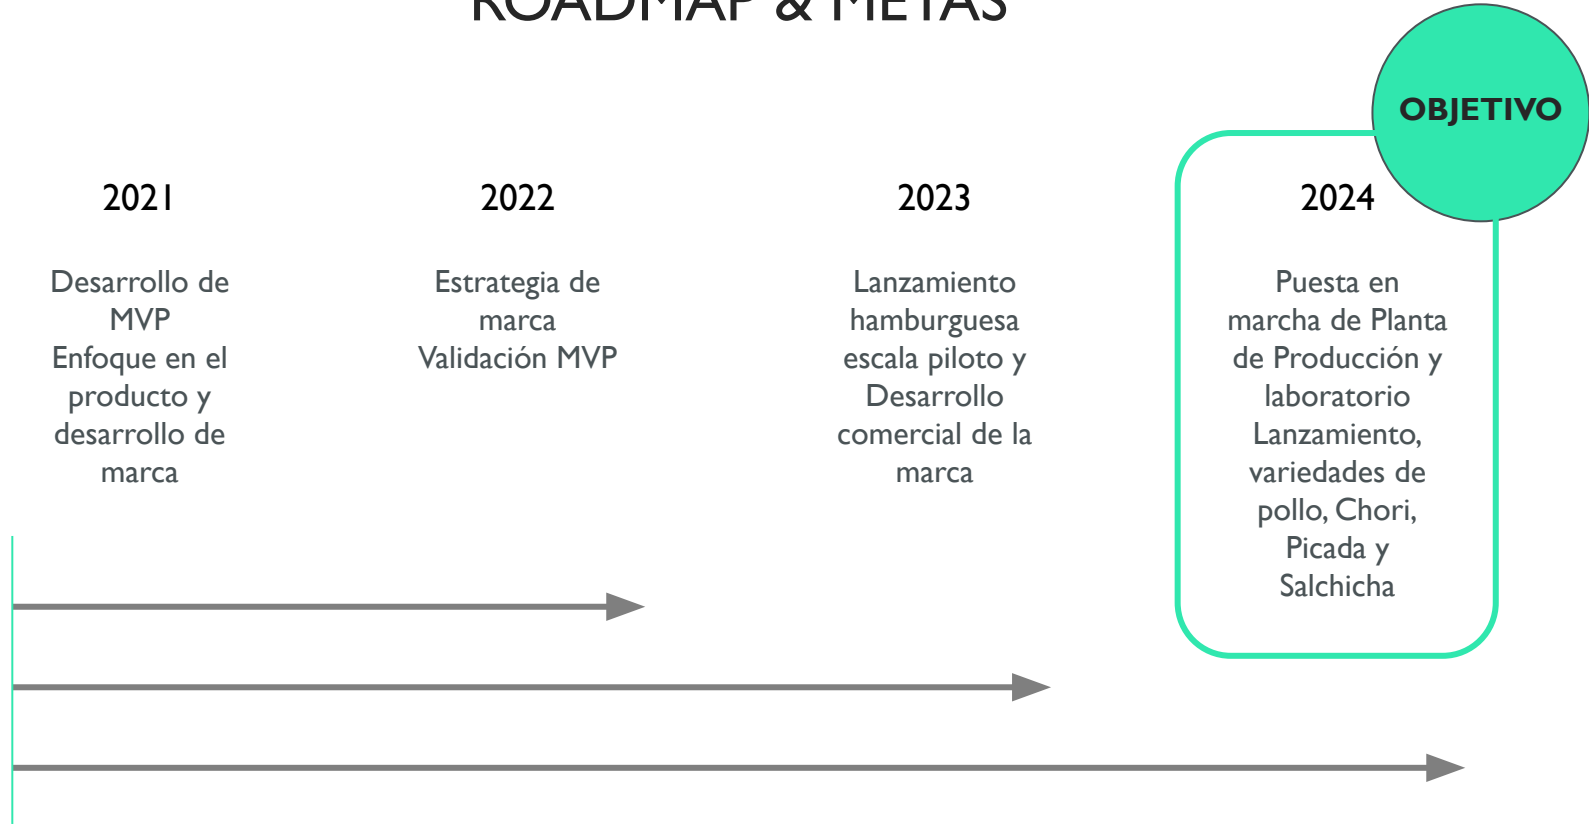 ROADMAP & METAS
OBJETIVO
2021
Desarrollo de
MVP
Enfoque en el
producto y
desarrollo de
marca
2022
Estrategia de
marca
Validación MVP
2023
Lanzamiento
hamburguesa
escala piloto y
Desarrollo
comercial de la
marca
2024
Puesta en
marcha de Planta
de Producción y
laboratorio
Lanzamiento,
variedades de
pollo, Chori,
Picada y
Salchicha